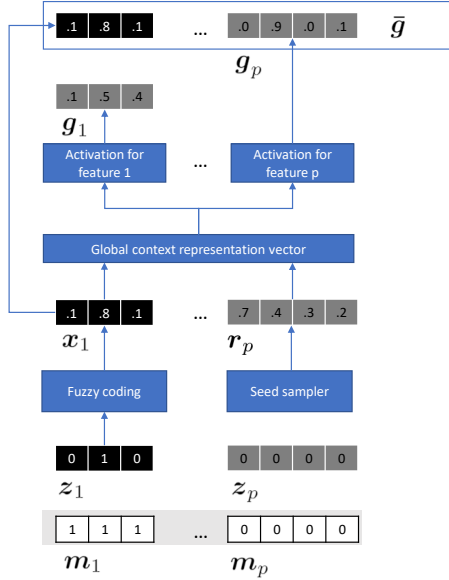 .1 .8 .1 ... .0 .9 .0 .1 ḡ
g_p
.1 .5 .4
g_1
Activation for feature 1 ... Activation for feature p
Global context representation vector
.1 .8 .1 ... .7 .4 .3 .2
x_1 r_p
Fuzzy coding Seed sampler
0 1 0 0 0 0 0
z_1 z_p
1 1 1 ... 0 0 0 0
m_1 m_p